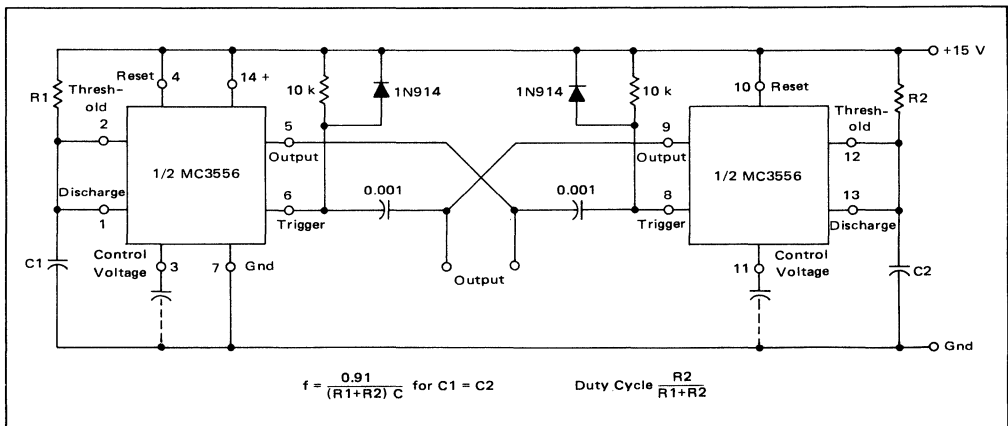 +15 V
R1
Thresh-
old
2
Reset
4
14 +
10 k
1N914
1N914
10 k
10
Reset
R2
Thresh-
old
12
1/2 MC3556
5
Output
9
Output
1/2 MC3556
Discharge
1
6
Trigger
0.001
0.001
8
Trigger
13
Discharge
C1
Control
Voltage
3
7
Gnd
Output
Control
Voltage
11
C2
Gnd
f = 0.91 / (R1+R2) C for C1 = C2
Duty Cycle R2 / R1+R2